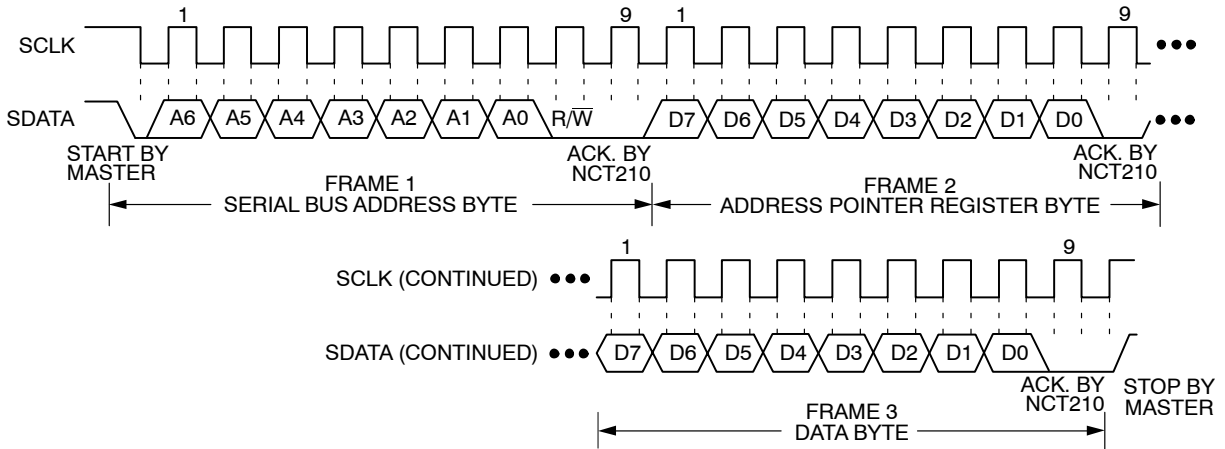 1 9 1 9
SCLK
SDATA A6 A5 A4 A3 A2 A1 A0 R/W̅ D7 D6 D5 D4 D3 D2 D1 D0
START BY
MASTER
ACK. BY
NCT210
ACK. BY
NCT210
FRAME 1
SERIAL BUS ADDRESS BYTE
FRAME 2
ADDRESS POINTER REGISTER BYTE
1 9
SCLK (CONTINUED)
SDATA (CONTINUED) D7 D6 D5 D4 D3 D2 D1 D0
ACK. BY
NCT210
STOP BY
MASTER
FRAME 3
DATA BYTE